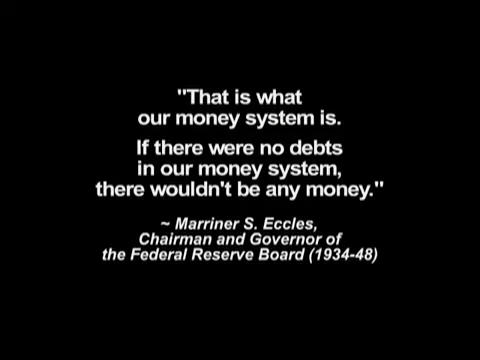 "That is what
our money system is.
If there were no debts
in our money system,
there wouldn't be any money."
~ Marriner S. Eccles,
Chairman and Governor of
the Federal Reserve Board (1934-48)